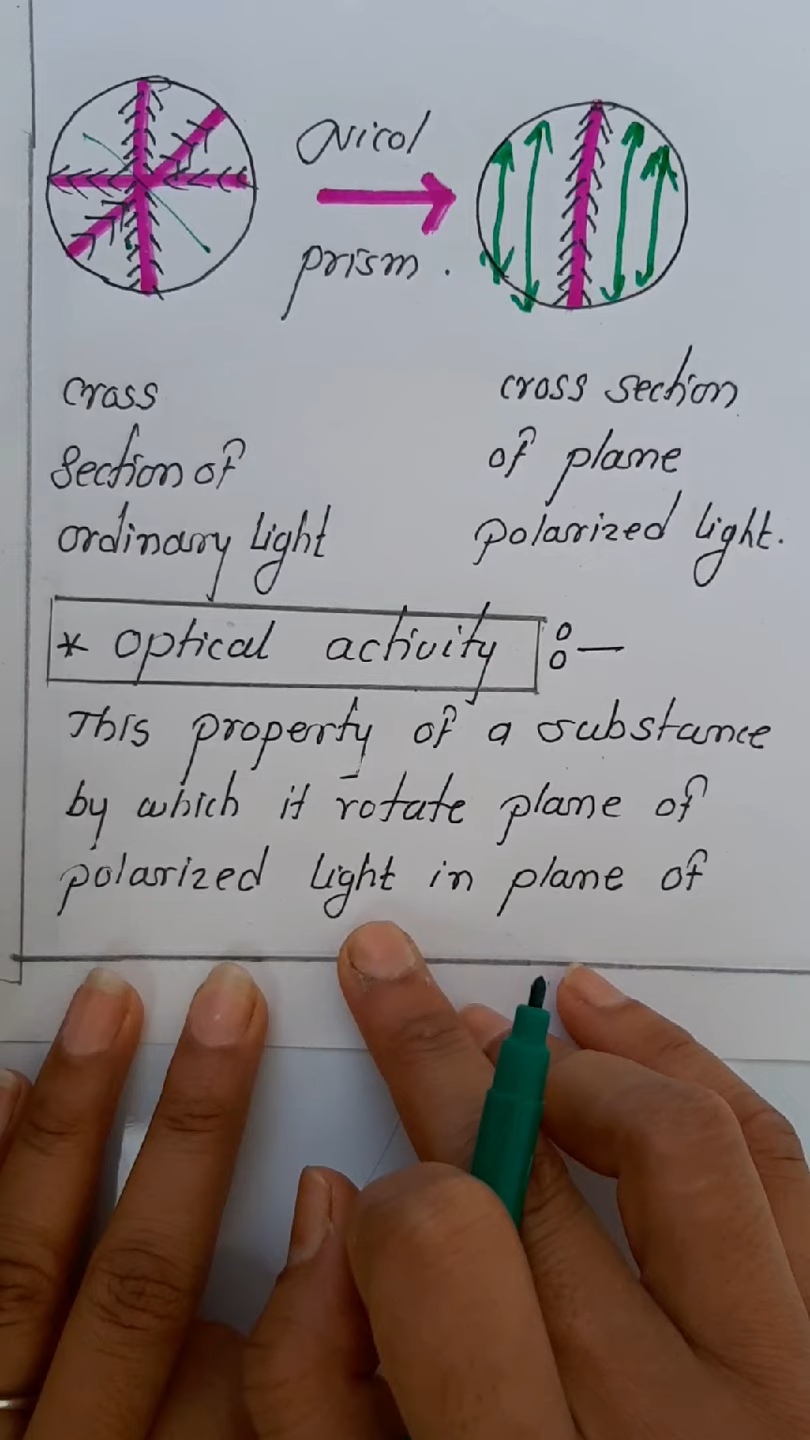 Nicol
prism.
cross
section of
ordinary light
cross section
of plane
polarized light.
* optical activity :-
This property of a substance
by which it rotate plane of
polarized light in plane of